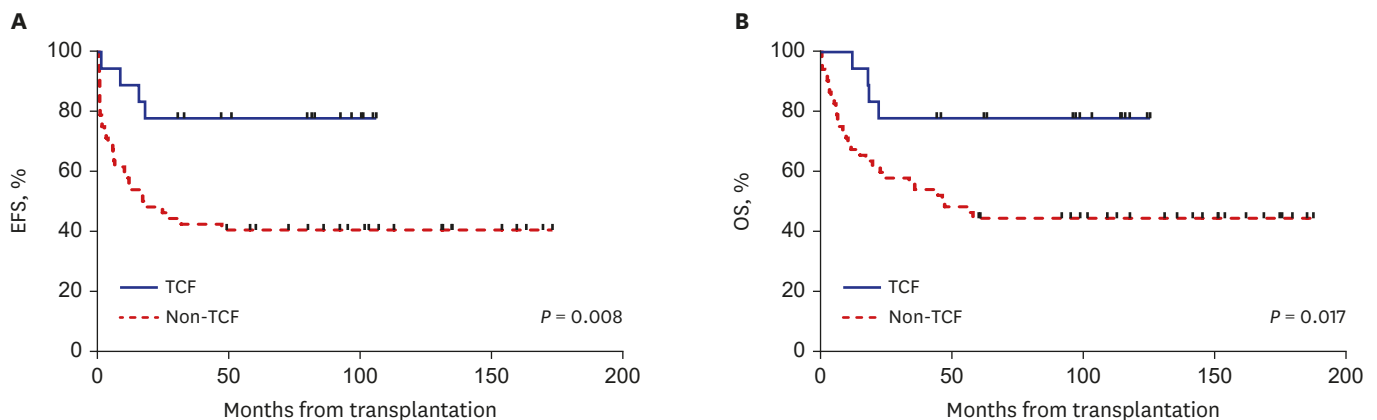 A
100
80
60
40
20
0
EFS, %
TCF
Non-TCF
P = 0.008
0 50 100 150 200
Months from transplantation
B
100
80
60
40
20
0
OS, %
TCF
Non-TCF
P = 0.017
0 50 100 150 200
Months from transplantation